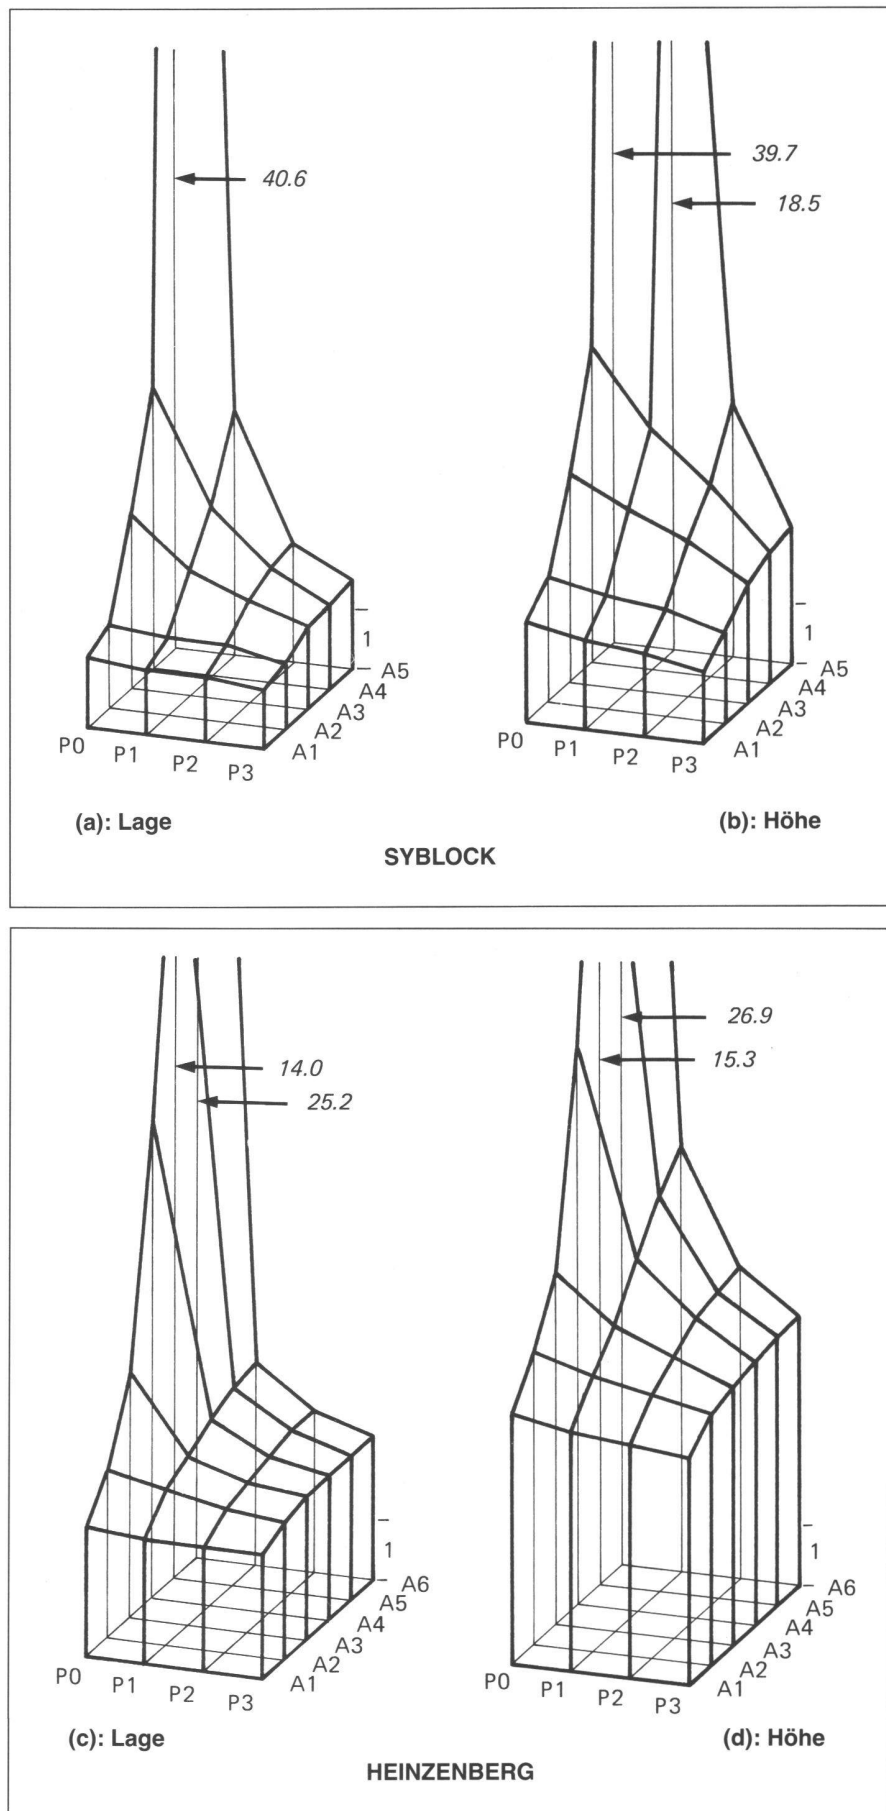 40.6
39.7
18.5
1
A5
A4
A3
A2
A1
P0
P1
P2
P3
1
A5
A4
A3
A2
A1
P0
P1
P2
P3
(a): Lage
(b): Höhe
SYBLOCK
14.0
25.2
26.9
15.3
1
A6
A5
A4
A3
A2
A1
P0
P1
P2
P3
1
A6
A5
A4
A3
A2
A1
P0
P1
P2
P3
(c): Lage
(d): Höhe
HEINZENBERG